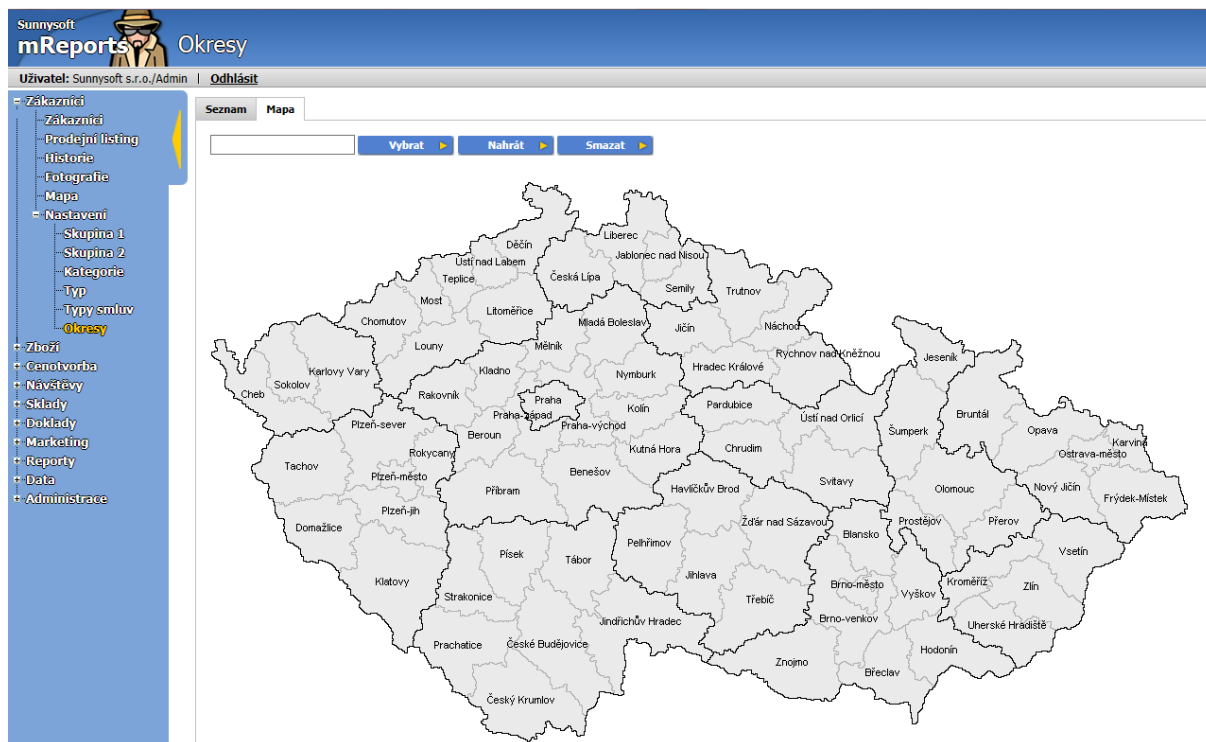 Sunnysoft
mReports
Okresy
Uživatel: Sunnysoft s.r.o./Admin | Odhlásit
Zákazníci
Zákazníci
Prodejní listing
Historie
Fotografie
Mapa
Nastavení
Skupina 1
Skupina 2
Kategorie
Typ
Typy smluv
Okresy
Zboží
Cenotvorba
Návštěvy
Sklady
Doklady
Marketing
Reporty
Data
Administrace
Seznam Mapa
Vybrat Nahrát Smazat
Děčín Liberec
Ústí nad Labem Jablonec nad Nisou
Teplice Česká Lípa
Most Semily Trutnov
Chomutov Litoměřice
Mladá Boleslav Jičín Náchod
Louny Mělník
Rychnov nad Kněžnou Jeseník
Karlovy Vary Kladno Nymburk Hradec Králové
Cheb Sokolov Rakovník Praha
Praha-západ Kolín Pardubice
Plzeň-sever Praha-východ Ústí nad Orlicí Bruntál
Beroun Šumperk Opava
Rokycany Kutná Hora Chrudim Karviná
Ostrava-město
Tachov Plzeň-město Benešov
Příbram Havlíčkův Brod Svitavy Olomouc Nový Jičín Frýdek-Místek
Plzeň-jih
Domažlice Žďár nad Sázavou Prostějov Přerov
Písek Tábor Pelhřimov Blansko Vsetín
Klatovy Jihlava Brno-město Kroměříž Zlín
Strakonice Třebíč Vyškov
Jindřichův Hradec Brno-venkov Uherské Hradiště
Prachatice České Budějovice Hodonín
Znojmo Břeclav
Český Krumlov